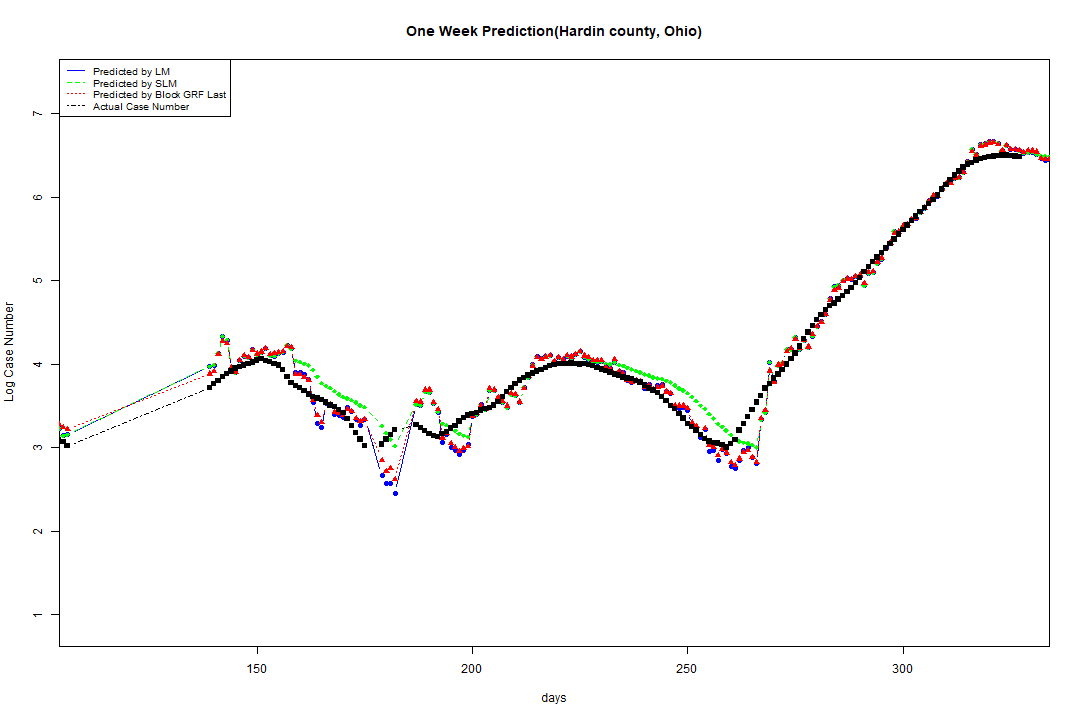 One Week Prediction(Hardin county, Ohio)
Predicted by LM
Predicted by SLM
Predicted by Block GRF Last
Actual Case Number
Log Case Number
7
6
5
4
3
2
1
150
200
250
300
days